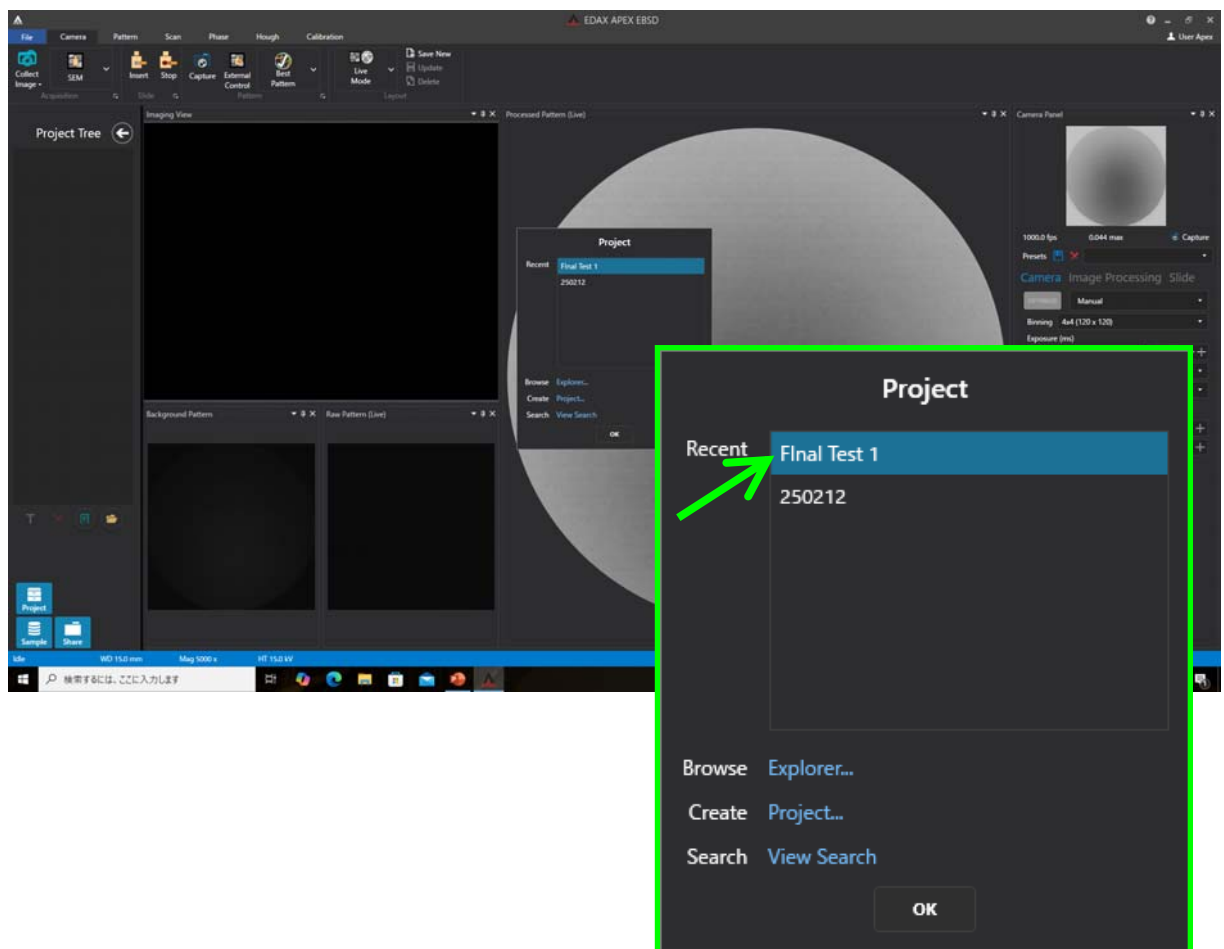 EDAX APEX EBSD
File Camera Pattern Scan Phase Hough Calibration
User Apex
Collect Image
SEM
Insert Stop Capture External Control Best Pattern
Live Mode
Save New
Update
Delete
Acquisition Slide Pattern Layout
Project Tree
Imaging View
Processed Pattern (Live)
Camera Panel
1000.0 fps 0.044 max Capture
Presets
Camera Image Processing Slide
Manual
Binning 4x4 (120 x 120)
Exposure (ms)
Project
Recent FInal Test 1
250212
Browse Explorer...
Create Project...
Search View Search
OK
Background Pattern
Raw Pattern (Live)
Project
Sample Share
Idle WD 15.0 mm Mag 5000 x HT 15.0 kV
検索するには、ここに入力します
Project
Recent FInal Test 1
250212
Browse Explorer...
Create Project...
Search View Search
OK